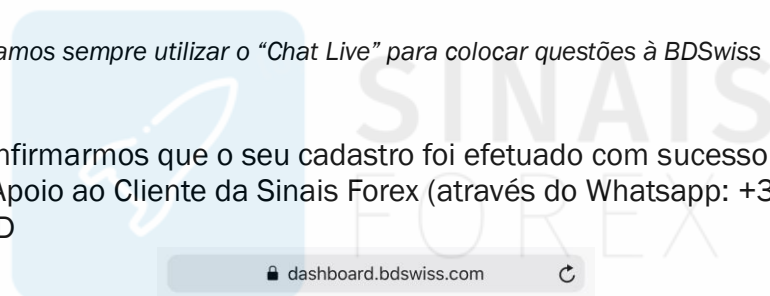 amos sempre utilizar o “Chat Live” para colocar questões à BDSwiss
SINAIS
nfirmarmos que o seu cadastro foi efetuado com sucesso
Apoio ao Cliente da Sinais Forex (através do Whatsapp: +3
D
FOREX
dashboard.bdswiss.com